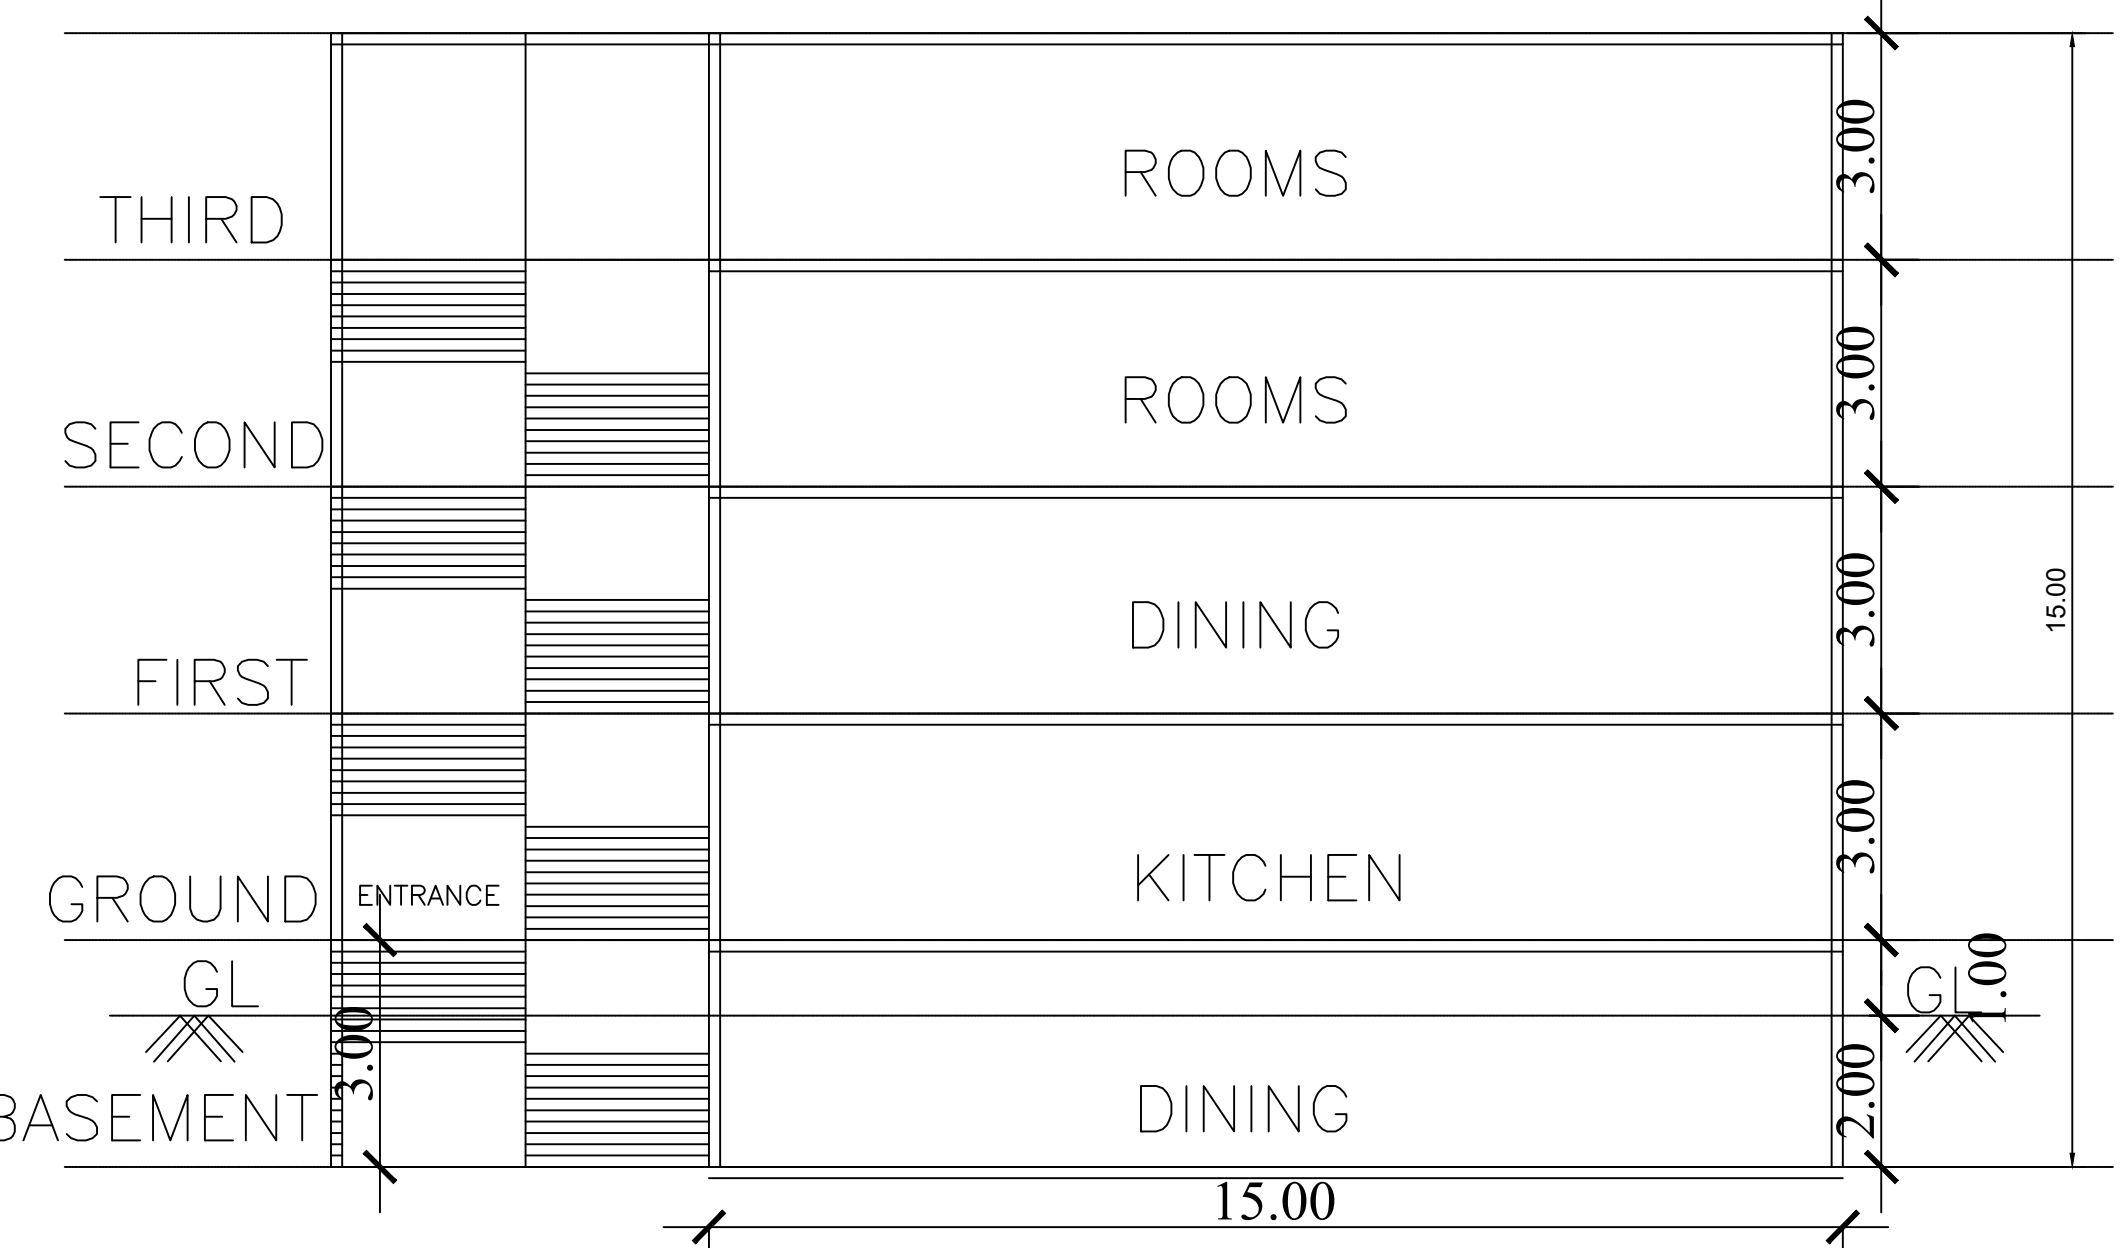 3.00
ROOMS
THIRD
3.00
ROOMS
SECOND
3.00
DINING
15.00
FIRST
3.00
KITCHEN
GROUND
ENTRANCE
GL
GL
1.00
3.00
2.00
BASEMENT
DINING
15.00